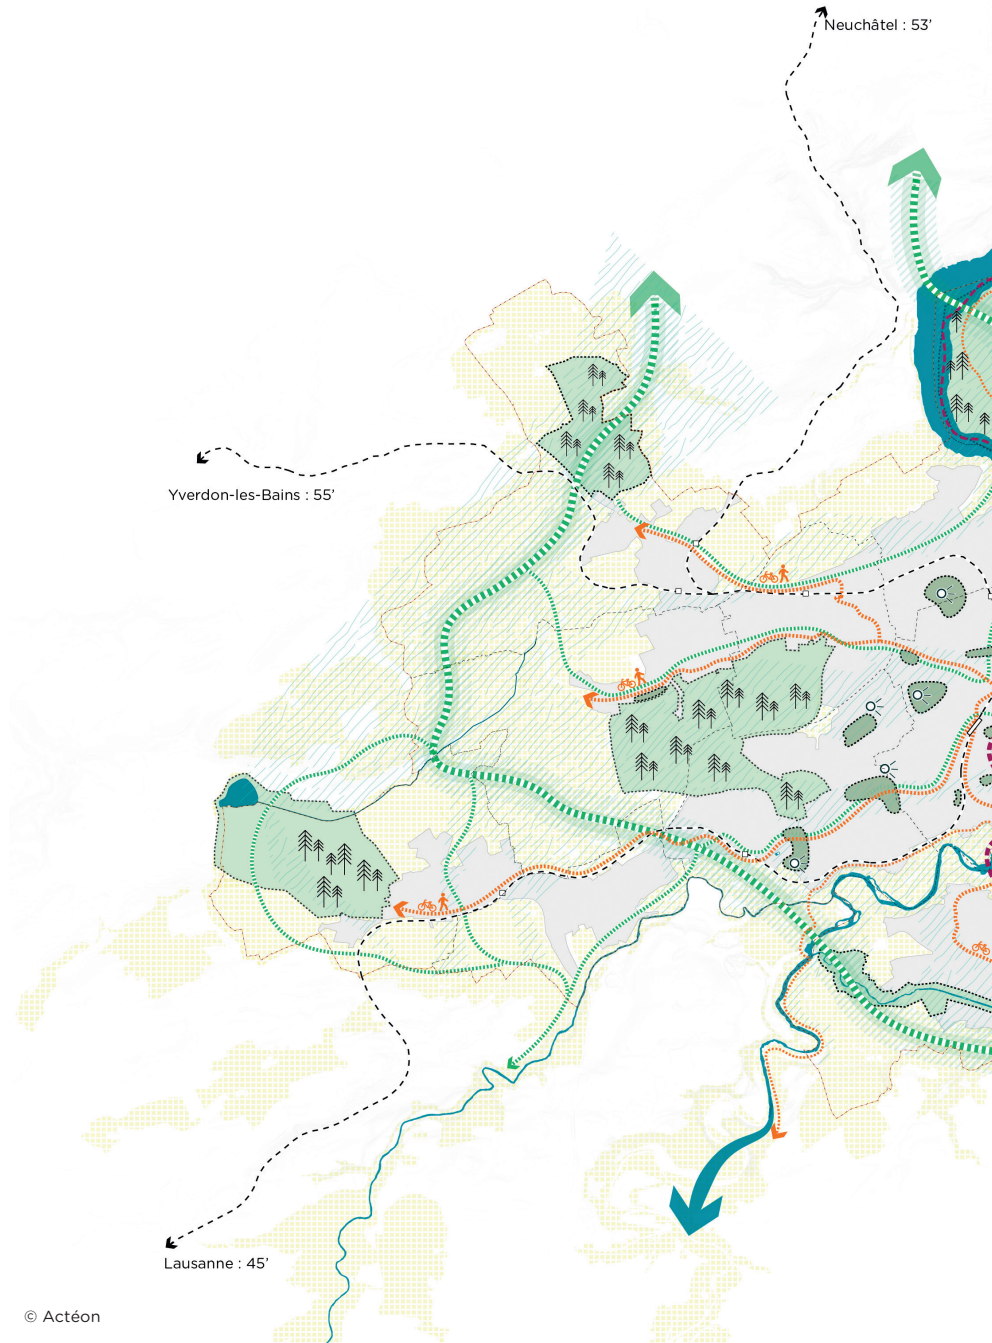 Neuchâtel : 53’
Yverdon-les-Bains : 55’
Lausanne : 45’
© Actéon